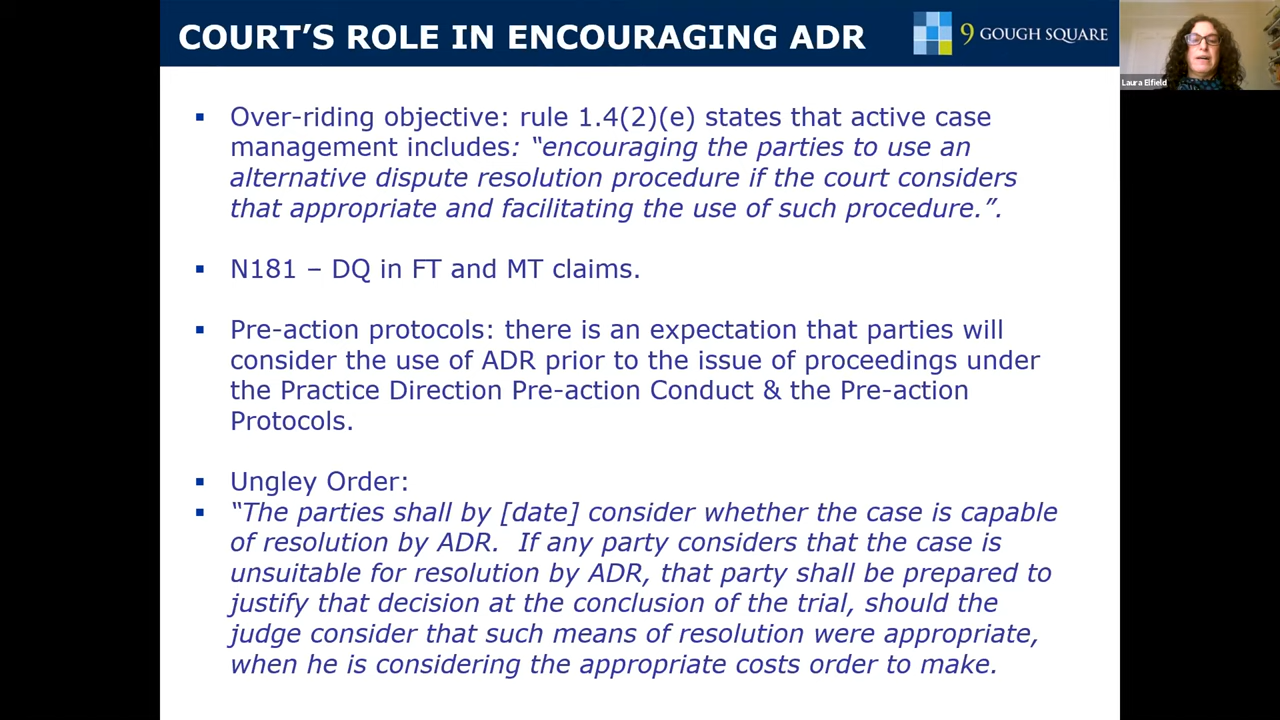 COURT’S ROLE IN ENCOURAGING ADR
9 GOUGH SQUARE
Laura Elfield
▪ Over-riding objective: rule 1.4(2)(e) states that active case
management includes: “encouraging the parties to use an
alternative dispute resolution procedure if the court considers
that appropriate and facilitating the use of such procedure.”.
▪ N181 – DQ in FT and MT claims.
▪ Pre-action protocols: there is an expectation that parties will
consider the use of ADR prior to the issue of proceedings under
the Practice Direction Pre-action Conduct & the Pre-action
Protocols.
▪ Ungley Order:
▪ “The parties shall by [date] consider whether the case is capable
of resolution by ADR. If any party considers that the case is
unsuitable for resolution by ADR, that party shall be prepared to
justify that decision at the conclusion of the trial, should the
judge consider that such means of resolution were appropriate,
when he is considering the appropriate costs order to make.